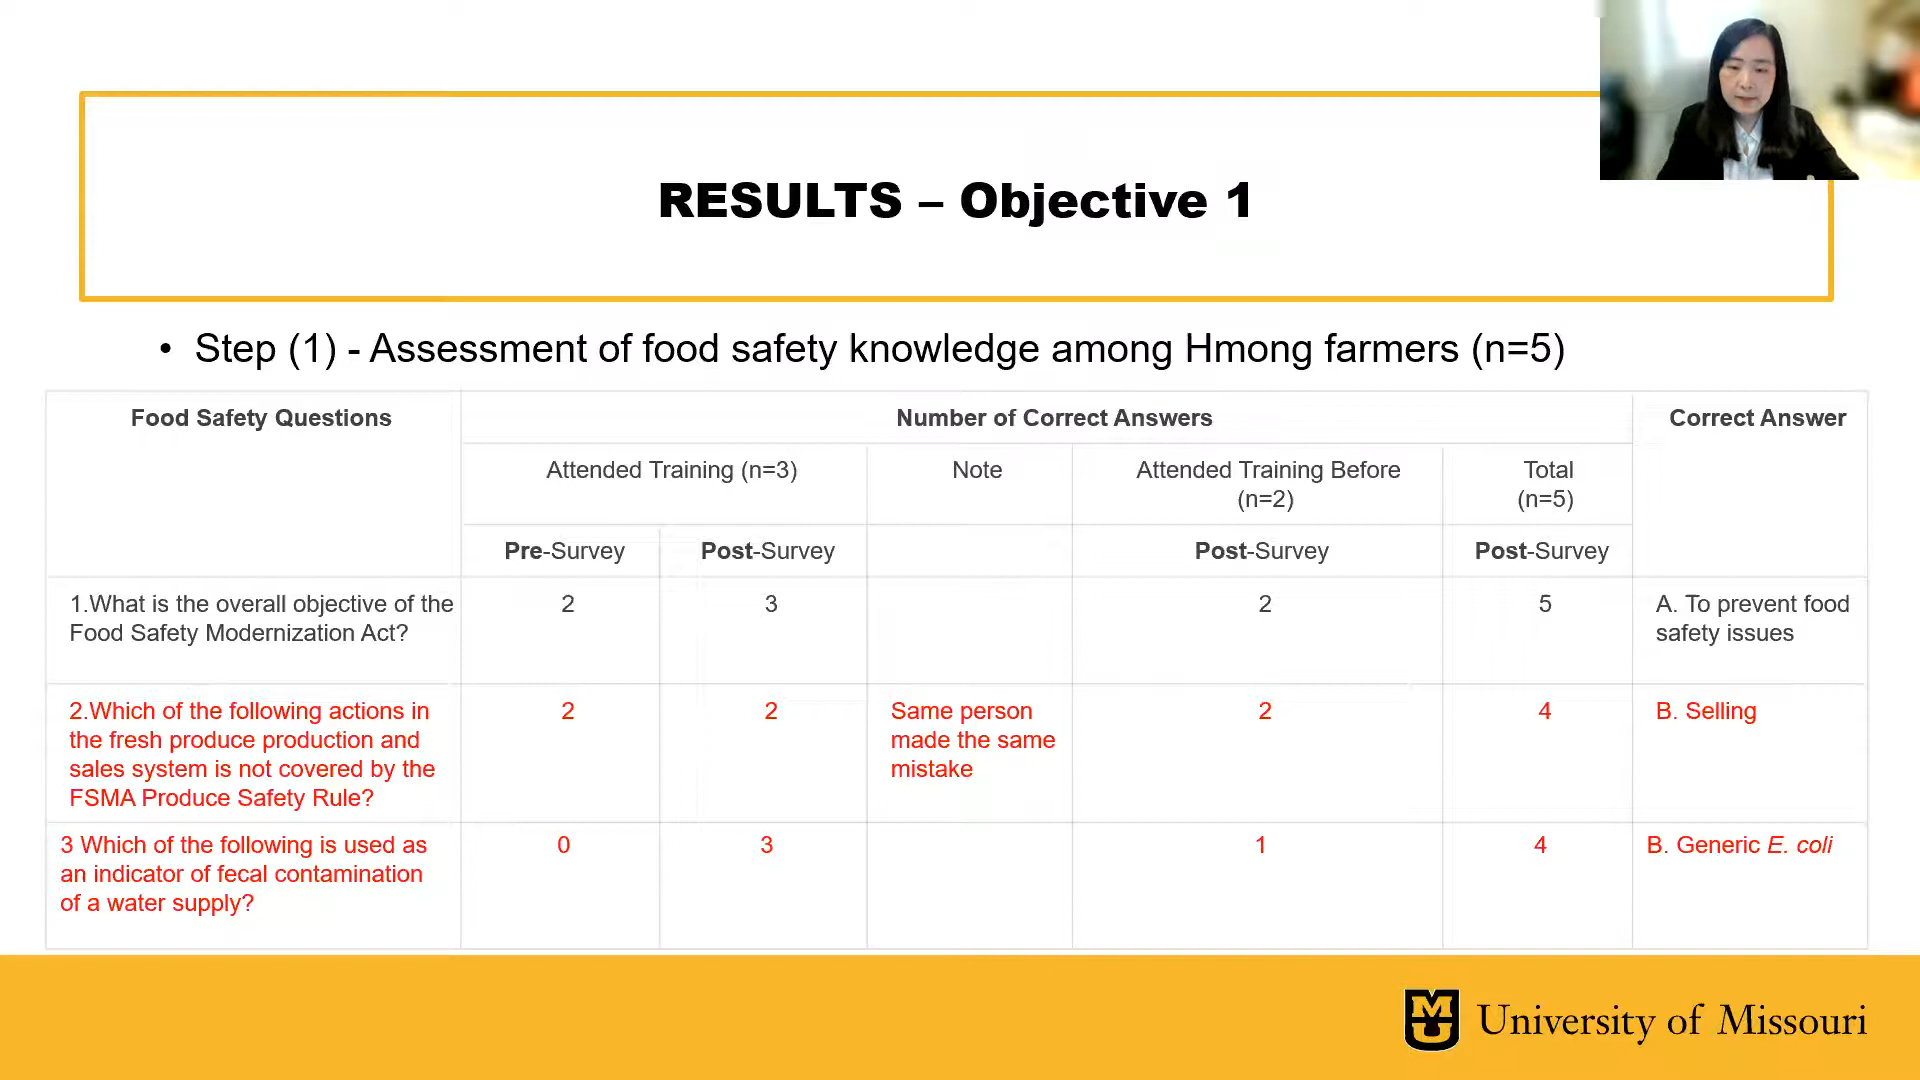 RESULTS – Objective 1
• Step (1) - Assessment of food safety knowledge among Hmong farmers (n=5)
Food Safety Questions
Number of Correct Answers
Correct Answer
Attended Training (n=3)
Note
Attended Training Before
(n=2)
Total
(n=5)
Pre-Survey
Post-Survey
Post-Survey
Post-Survey
1.What is the overall objective of the
Food Safety Modernization Act?
2
3
2
5
A. To prevent food
safety issues
2.Which of the following actions in
the fresh produce production and
sales system is not covered by the
FSMA Produce Safety Rule?
2
2
Same person
made the same
mistake
2
4
B. Selling
3 Which of the following is used as
an indicator of fecal contamination
of a water supply?
0
3
1
4
B. Generic E. coli
MU
University of Missouri